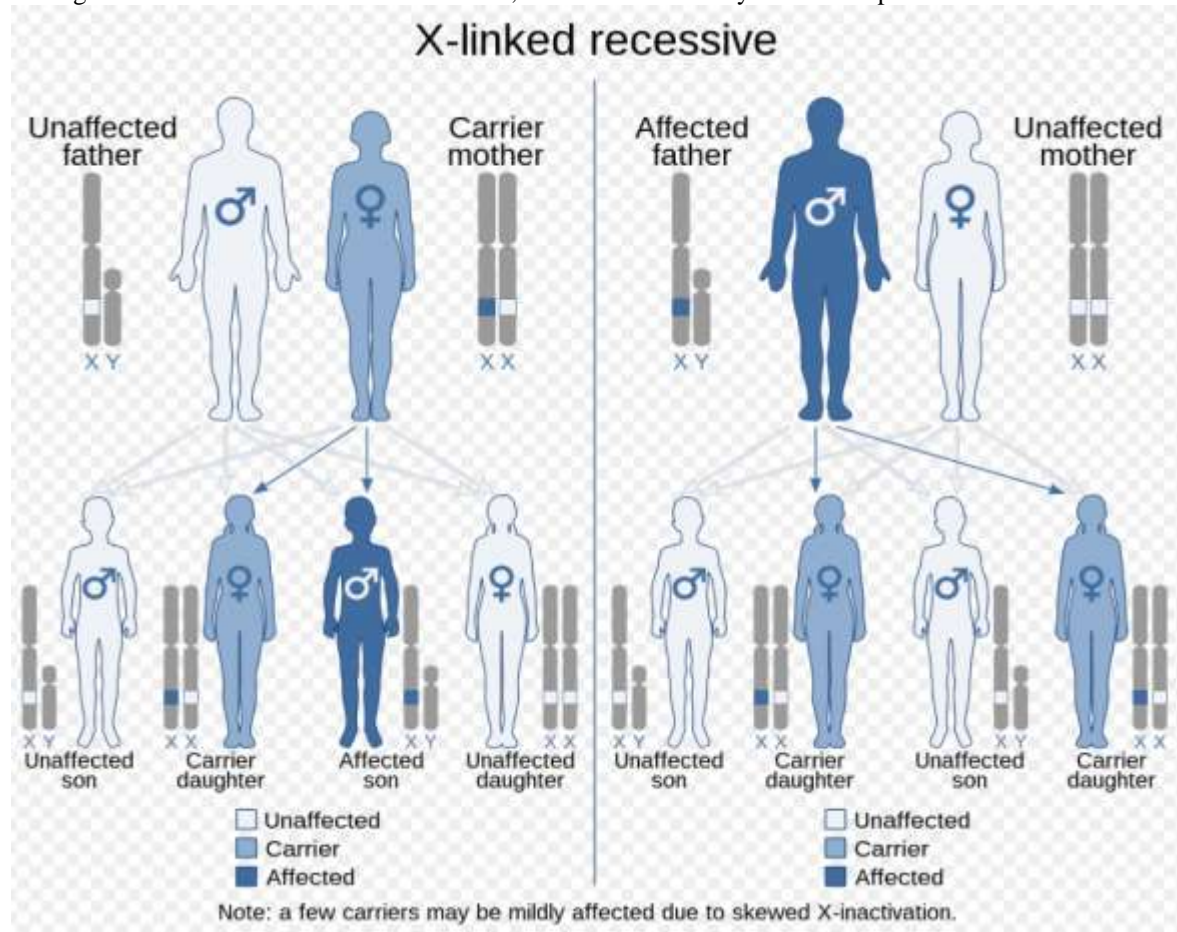 X-linked recessive
Unaffected
father
Carrier
mother
Affected
father
Unaffected
mother
X Y
X X
X Y
X X
X Y
X X
X Y
X X
X Y
X X
X Y
X X
Unaffected
son
Carrier
daughter
Affected
son
Unaffected
daughter
Unaffected
son
Carrier
daughter
Unaffected
son
Carrier
daughter
Unaffected
Carrier
Affected
Unaffected
Carrier
Affected
Note: a few carriers may be mildly affected due to skewed X-inactivation.